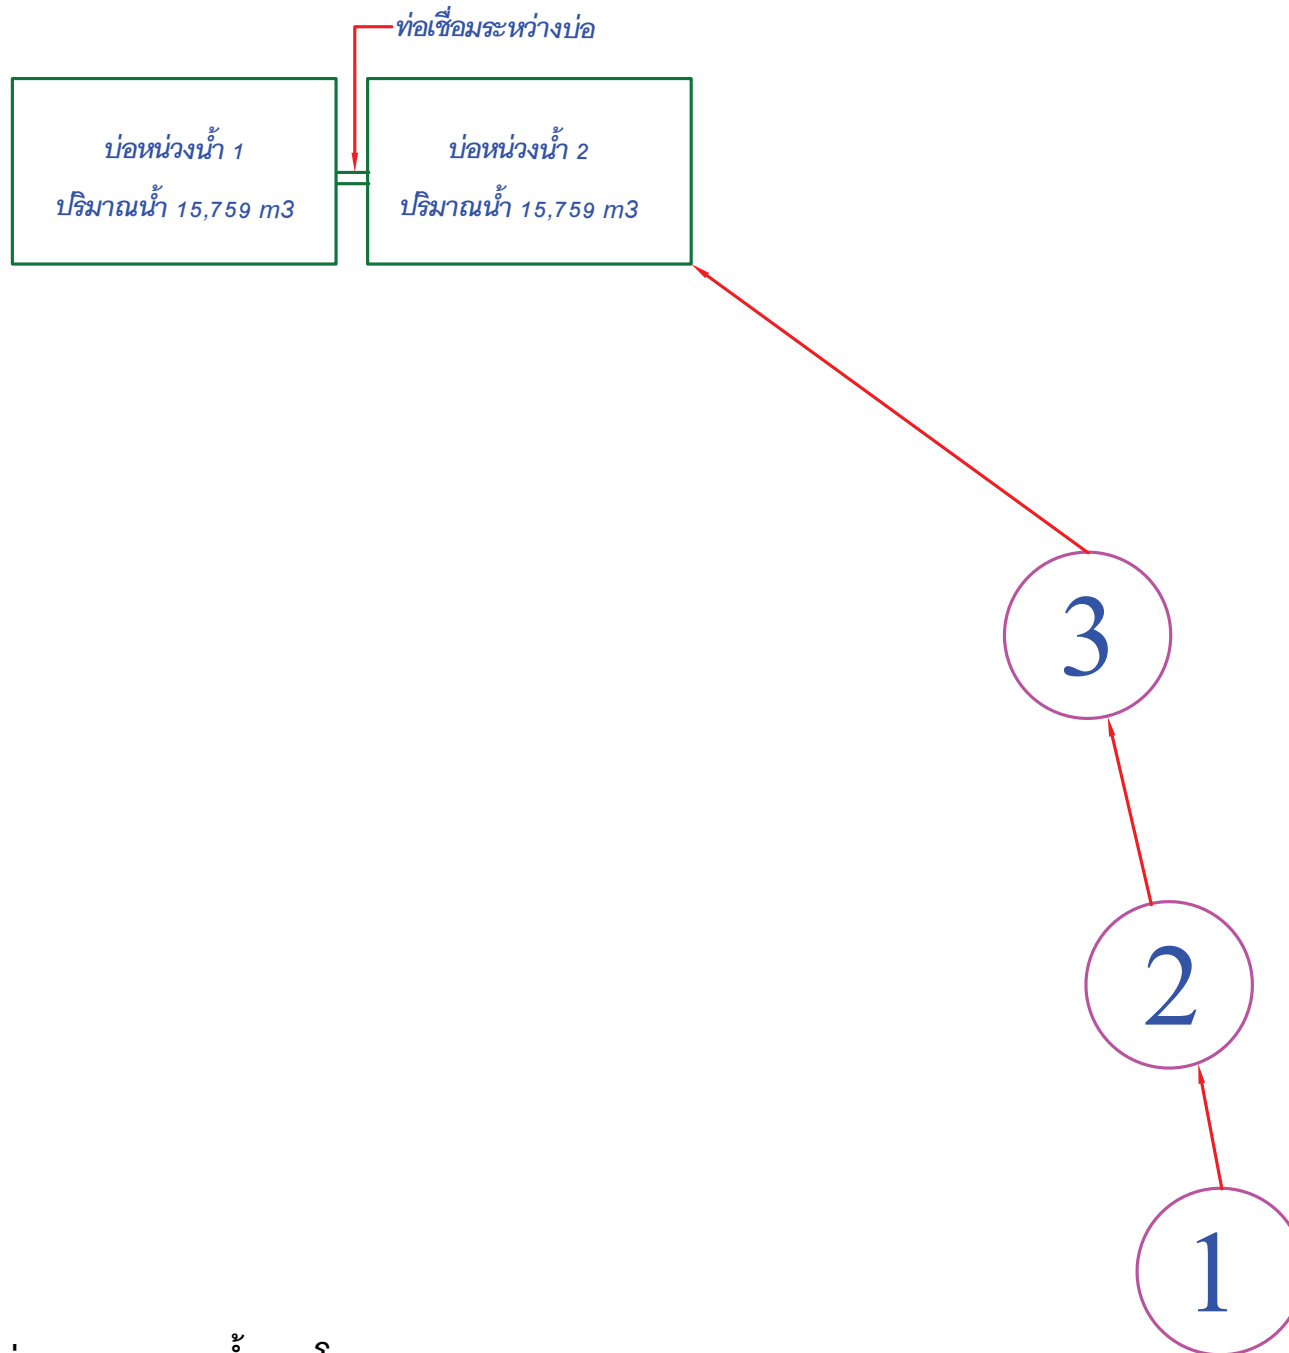 ท่อเชื่อมระหว่างบ่อ
บ่อหน่วงน้ำ 1
ปริมาณน้ำ 15,759 m3
บ่อหน่วงน้ำ 2
ปริมาณน้ำ 15,759 m3
3
2
1